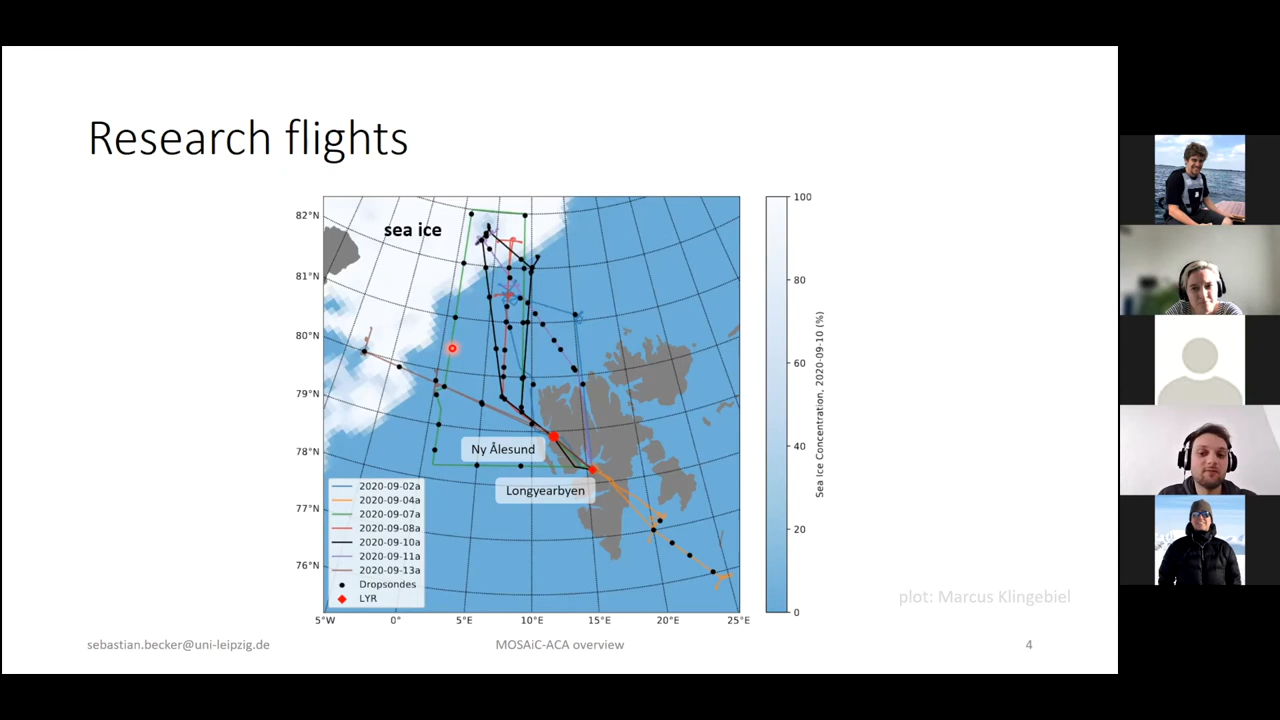 Research flights
82°N
81°N
80°N
79°N
78°N
77°N
76°N
sea ice
Ny Ålesund
Longyearbyen
2020-09-02a
2020-09-04a
2020-09-07a
2020-09-08a
2020-09-10a
2020-09-11a
2020-09-13a
Dropsondes
LYR
5°W
0°
5°E
10°E
15°E
20°E
25°E
100
80
60
40
20
0
Sea Ice Concentration, 2020-09-10 (%)
plot: Marcus Klingebiel
sebastian.becker@uni-leipzig.de
MOSAiC-ACA overview
4